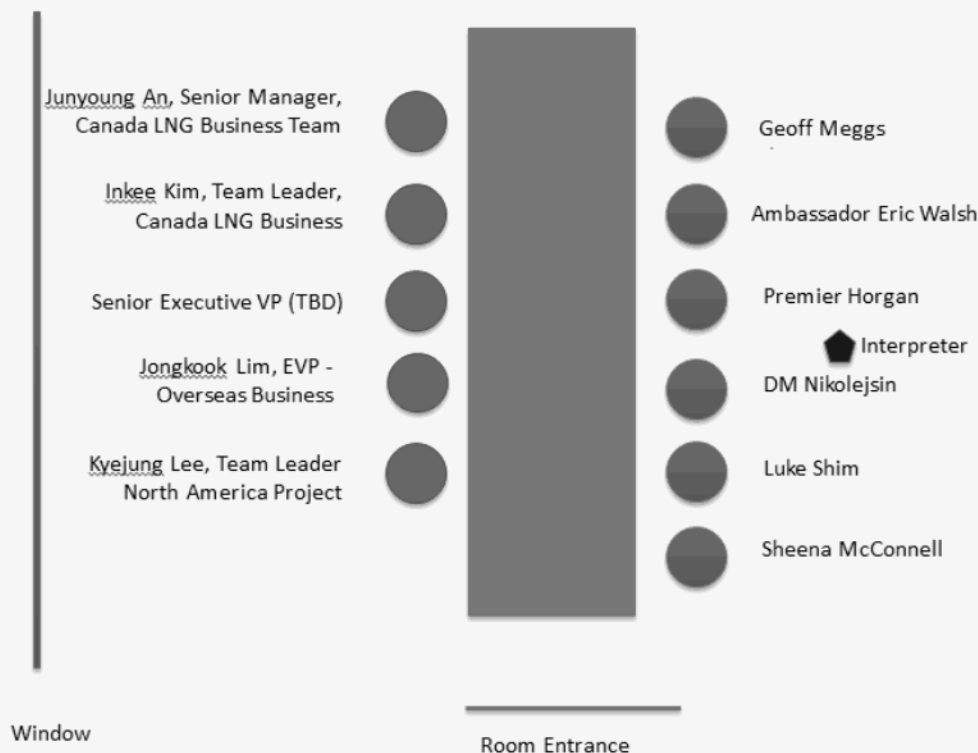 Junyoung An, Senior Manager,
Canada LNG Business Team
Inkee Kim, Team Leader,
Canada LNG Business
Senior Executive VP (TBD)
Jongkook Lim, EVP -
Overseas Business
Kyejung Lee, Team Leader
North America Project
Geoff Meggs
Ambassador Eric Walsh
Premier Horgan
Interpreter
DM Nikolejsin
Luke Shim
Sheena McConnell
Window
Room Entrance